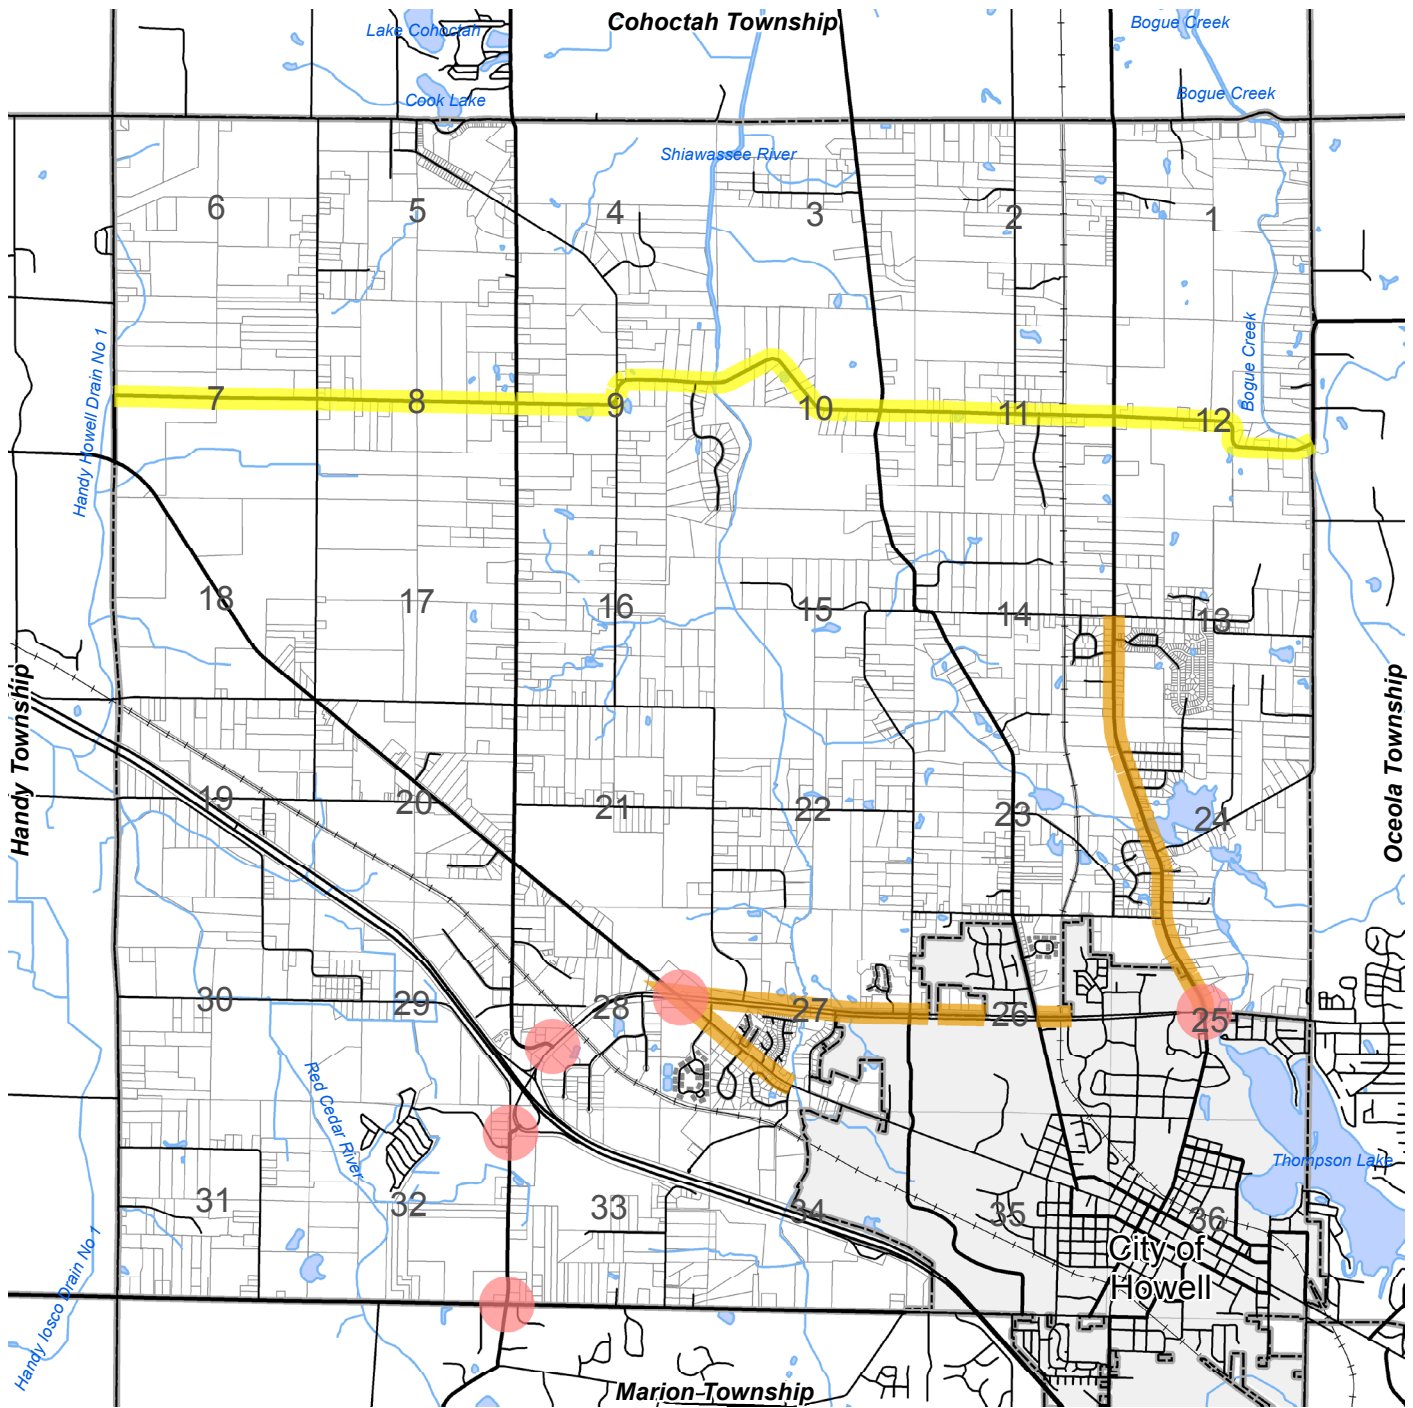 Cohoctah Township
Lake Cohoctah
Bogue Creek
Cook Lake
Bogue Creek
Shiawassee River
6
5
4
3
2
1
Handy Howell Drain No 1
Bogue Creek
7
8
9
10
11
12
18
17
16
15
14
13
Handy Township
Oceola Township
19
20
21
22
23
24
30
29
28
27
26
25
Red Cedar River
Thompson Lake
31
32
33
34
35
36
City of
Howell
Handy Iosco Drain No 1
Marion Township